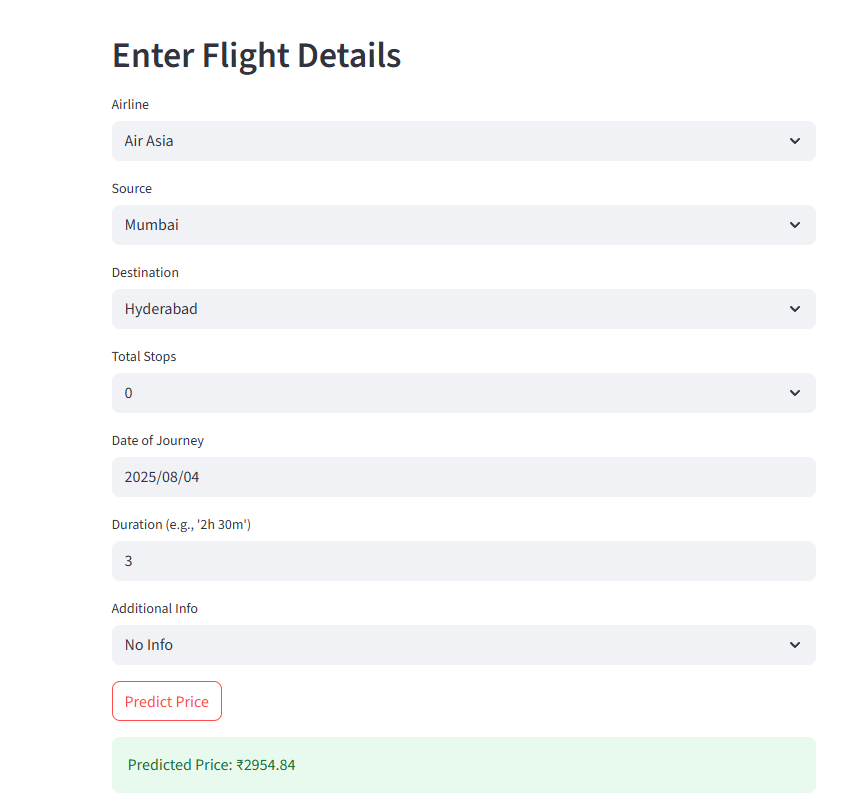 Enter Flight Details
Airline
Air Asia
Source
Mumbai
Destination
Hyderabad
Total Stops
0
Date of Journey
2025/08/04
Duration (e.g., '2h 30m')
3
Additional Info
No Info
Predict Price
Predicted Price: ₹2954.84